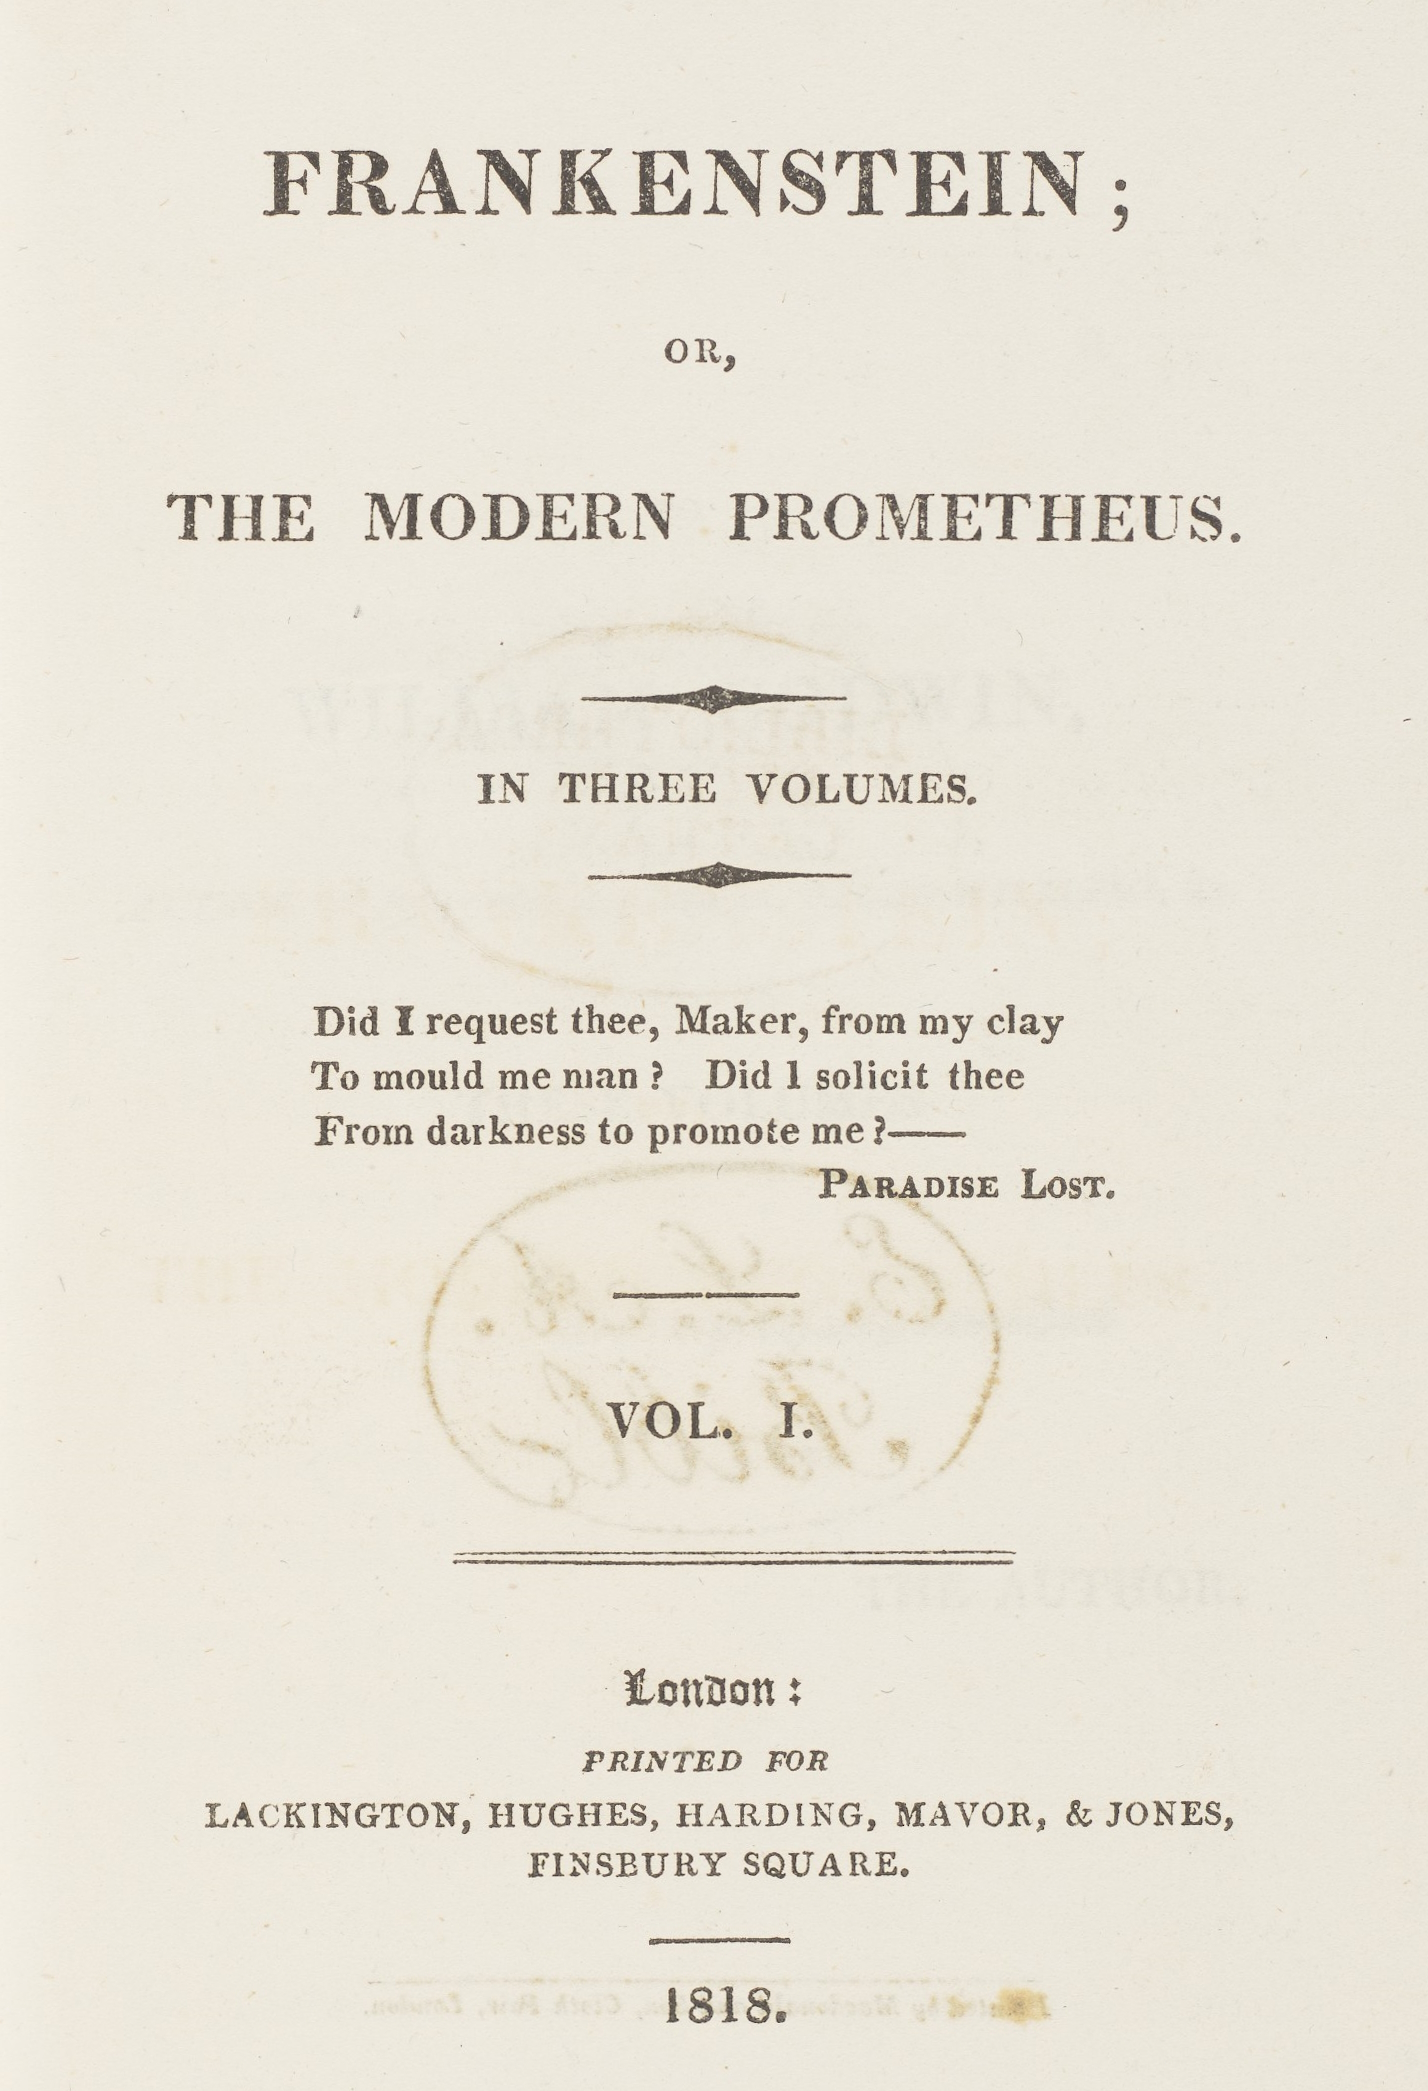 FRANKENSTEIN;
OR,
THE MODERN PROMETHEUS.
IN THREE VOLUMES.
Did I request thee, Maker, from my clay
To mould me man? Did I solicit thee
From darkness to promote me?——
PARADISE LOST.
VOL. I.
London:
PRINTED FOR
LACKINGTON, HUGHES, HARDING, MAVOR, & JONES,
FINSBURY SQUARE.
1818.